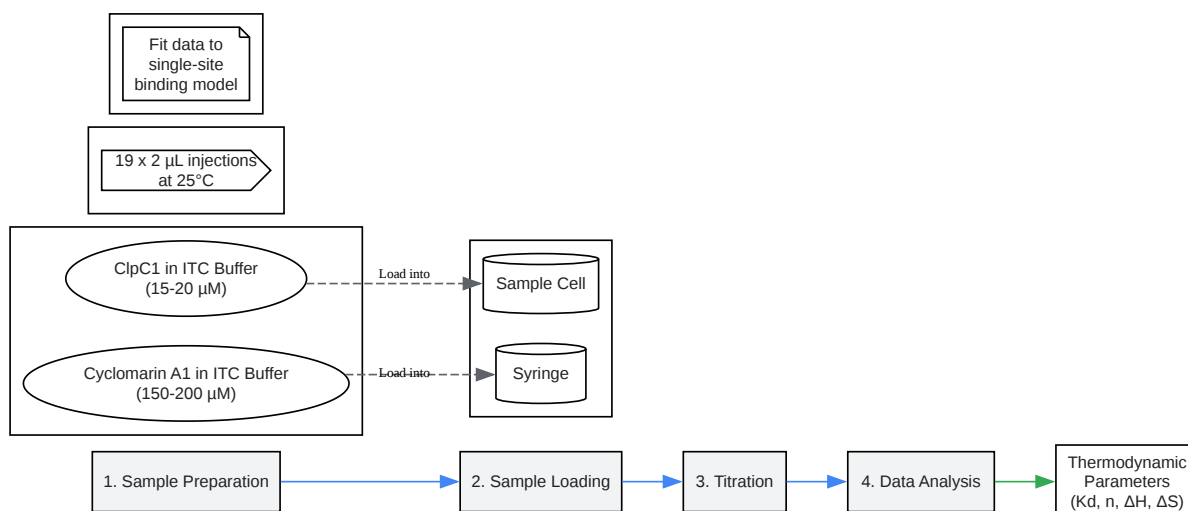 Fit data to
single-site
binding model
19 x 2 µL injections
at 25°C
ClpC1 in ITC Buffer
(15-20 µM)
Load into
Sample Cell
Cyclomarin A1 in ITC Buffer
(150-200 µM)
Load into
Syringe
1. Sample Preparation
2. Sample Loading
3. Titration
4. Data Analysis
Thermodynamic
Parameters
(Kd, n, ΔH, ΔS)